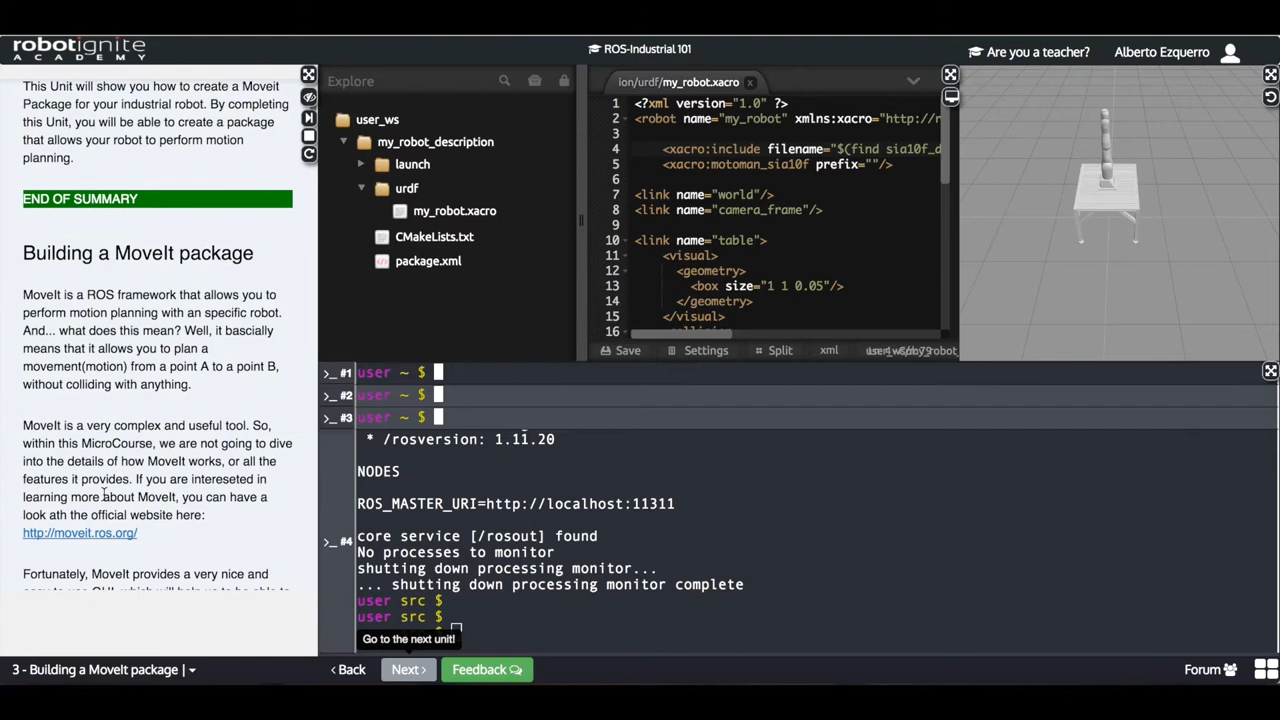 robotignite
ACADEMY
ROS-Industrial 101
Are you a teacher?
Alberto Ezquerro
This Unit will show you how to create a Moveit
Package for your industrial robot. By completing
this Unit, you will be able to create a package
that allows your robot to perform motion
planning.
END OF SUMMARY
Building a MoveIt package
MoveIt is a ROS framework that allows you to
perform motion planning with an specific robot.
And... what does this mean? Well, it bascially
means that it allows you to plan a
movement(motion) from a point A to a point B,
without colliding with anything.
MoveIt is a very complex and useful tool. So,
within this MicroCourse, we are not going to dive
into the details of how MoveIt works, or all the
features it provides. If you are intereseted in
learning more about MoveIt, you can have a
look ath the official website here:
http://moveit.ros.org/
Fortunately, MoveIt provides a very nice and
Explore
user_ws
my_robot_description
launch
urdf
my_robot.xacro
CMakeLists.txt
package.xml
ion/urdf/my_robot.xacro
1 <?xml version="1.0" ?>
2 <robot name="my_robot" xmlns:xacro="http://r
3
4 <xacro:include filename="$(find sia10f_d
5 <xacro:motoman_sia10f prefix=""/>
6
7 <link name="world"/>
8 <link name="camera_frame"/>
9
10 <link name="table">
11 <visual>
12 <geometry>
13 <box size="1 1 0.05"/>
14 </geometry>
15 </visual>
16
Save
Settings
Split
xml
>_ #1 user ~ $
>_ #2 user ~ $
>_ #3 user ~ $
* /rosversion: 1.11.20
NODES
ROS_MASTER_URI=http://localhost:11311
core service [/rosout] found
>_ #4 No processes to monitor
shutting down processing monitor...
... shutting down processing monitor complete
user src $
user src $
Go to the next unit!
3 - Building a MoveIt package |
Back
Next
Feedback
Forum